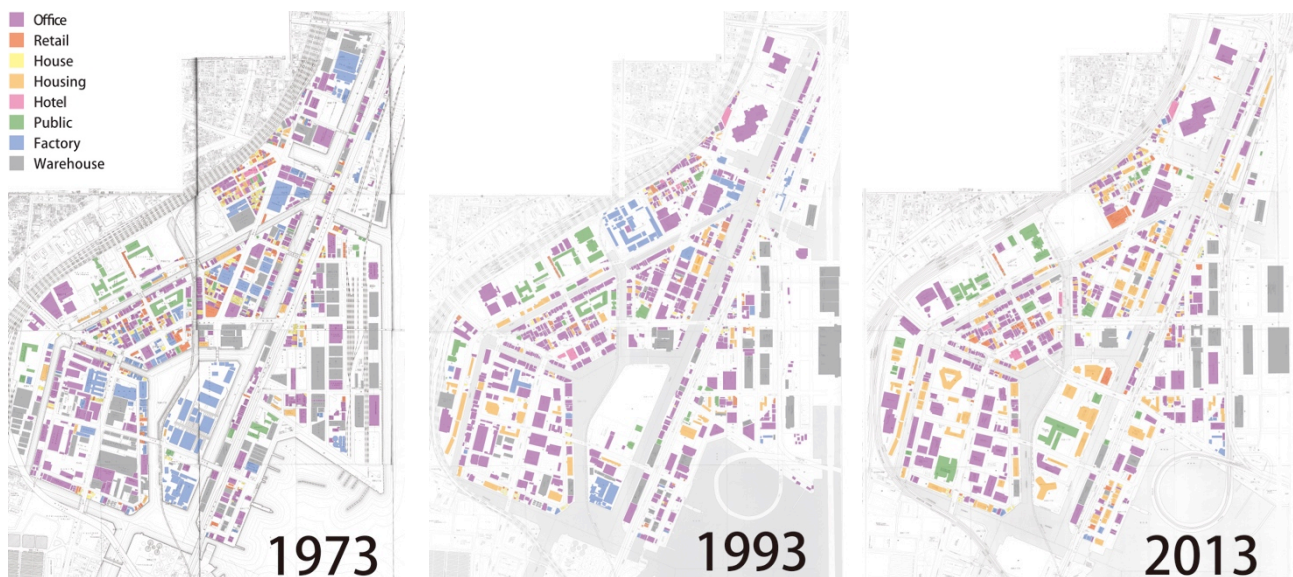 Office
Retail
House
Housing
Hotel
Public
Factory
Warehouse
1973
1993
2013